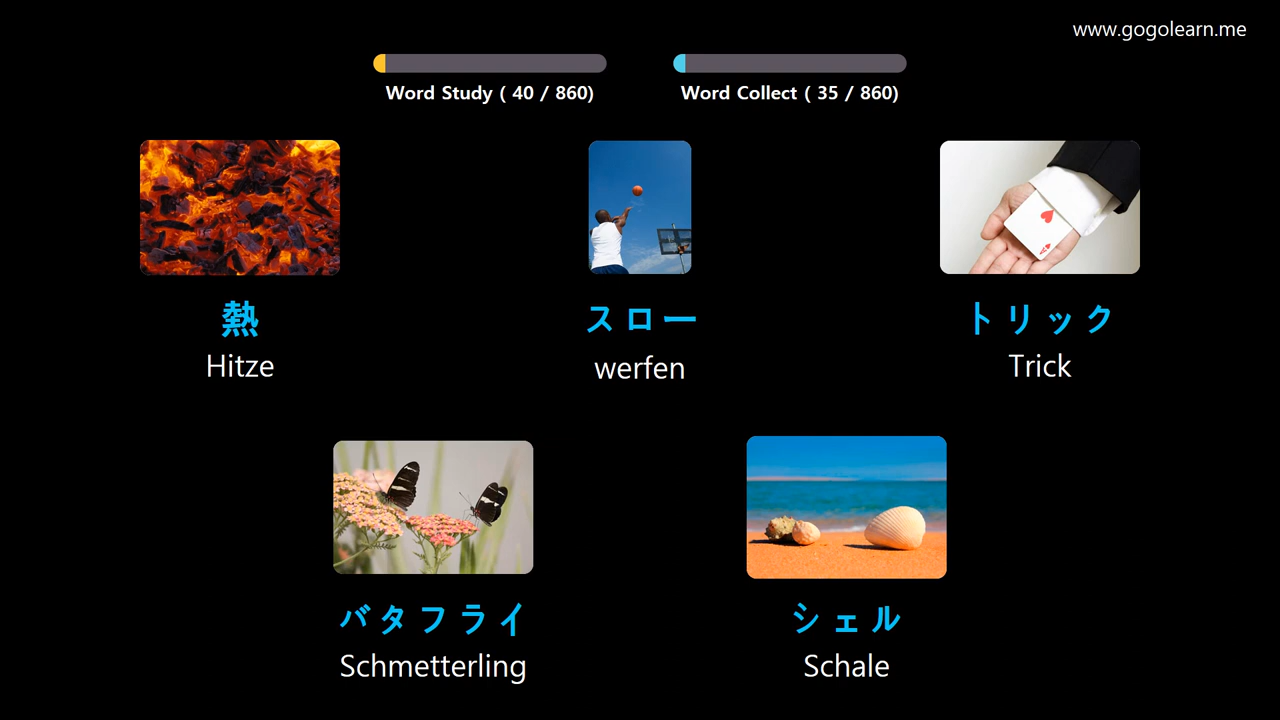 www.gogolearn.me
Word Study ( 40 / 860)
Word Collect ( 35 / 860)
熱
Hitze
スロー
werfen
トリック
Trick
バタフライ
Schmetterling
シェル
Schale